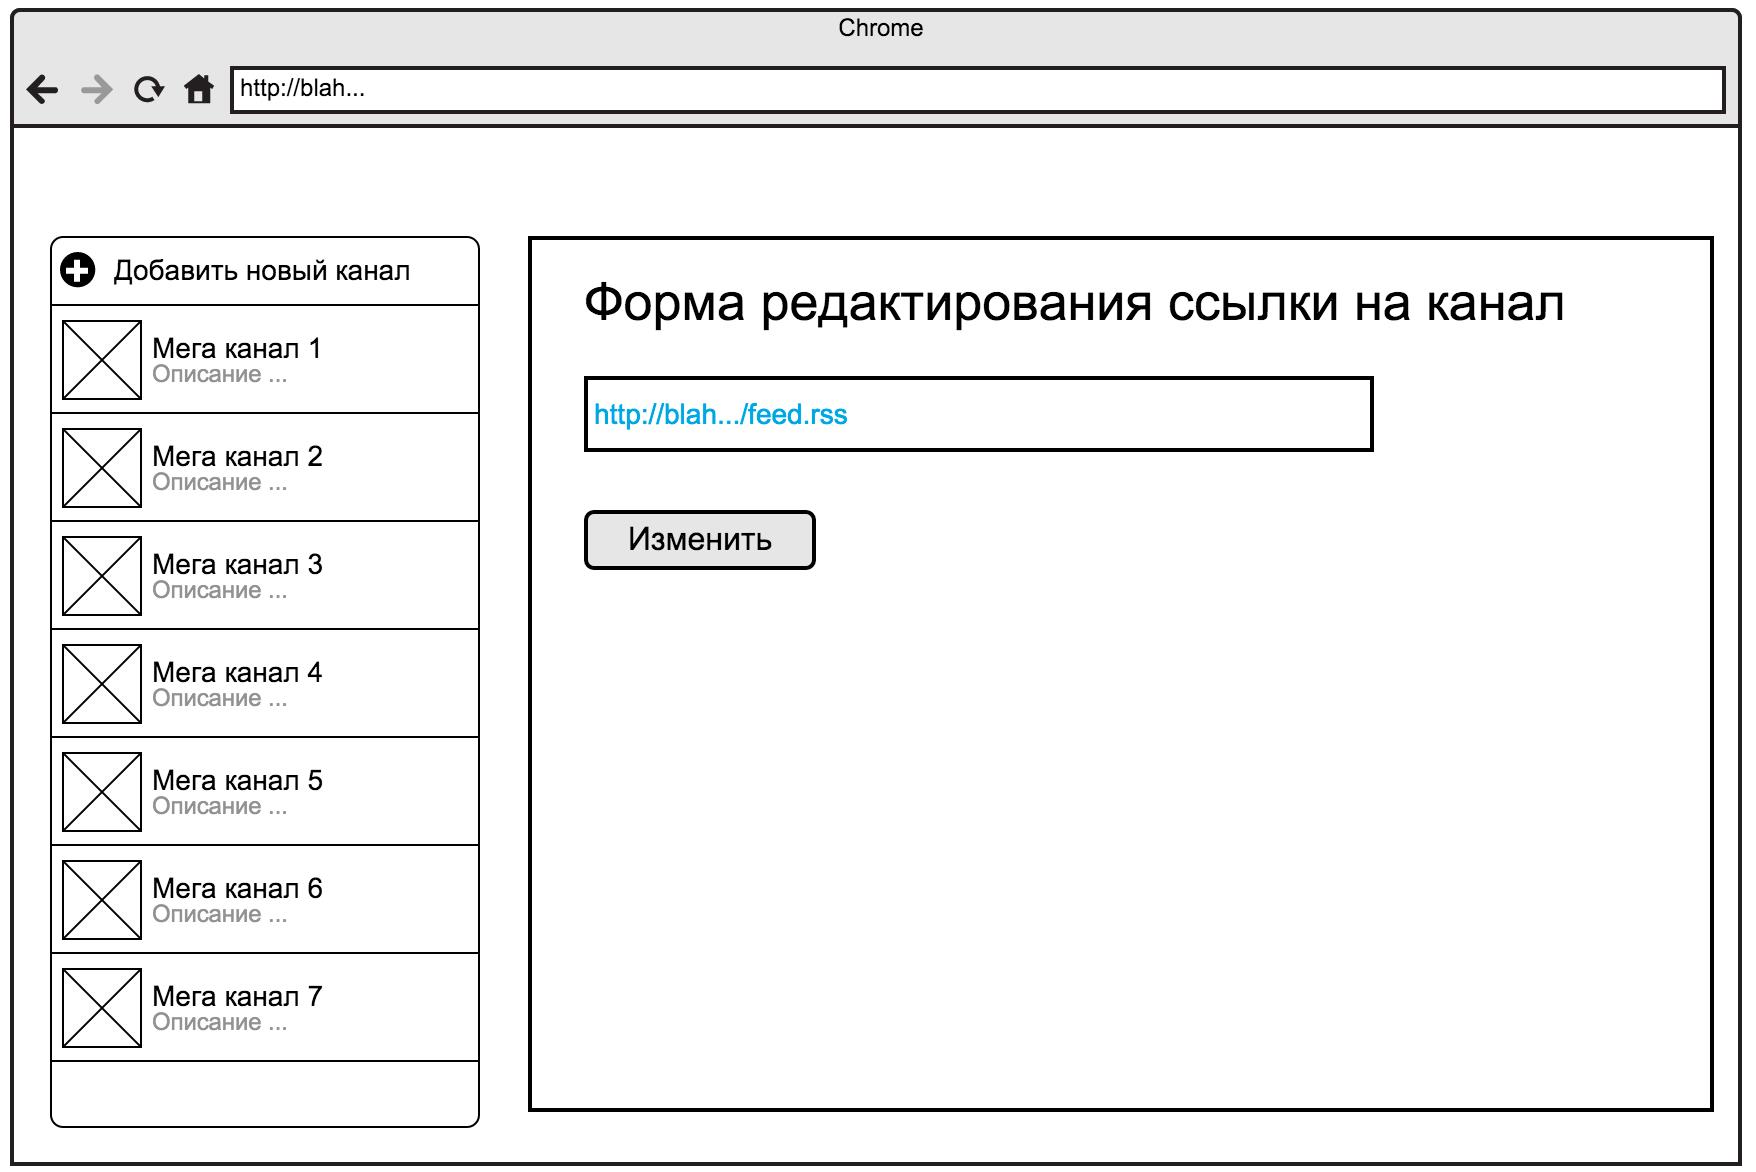 Chrome
http://blah...
Добавить новый канал
Мега канал 1
Описание ...
Мега канал 2
Описание ...
Мега канал 3
Описание ...
Мега канал 4
Описание ...
Мега канал 5
Описание ...
Мега канал 6
Описание ...
Мега канал 7
Описание ...
Форма редактирования ссылки на канал
http://blah.../feed.rss
Изменить